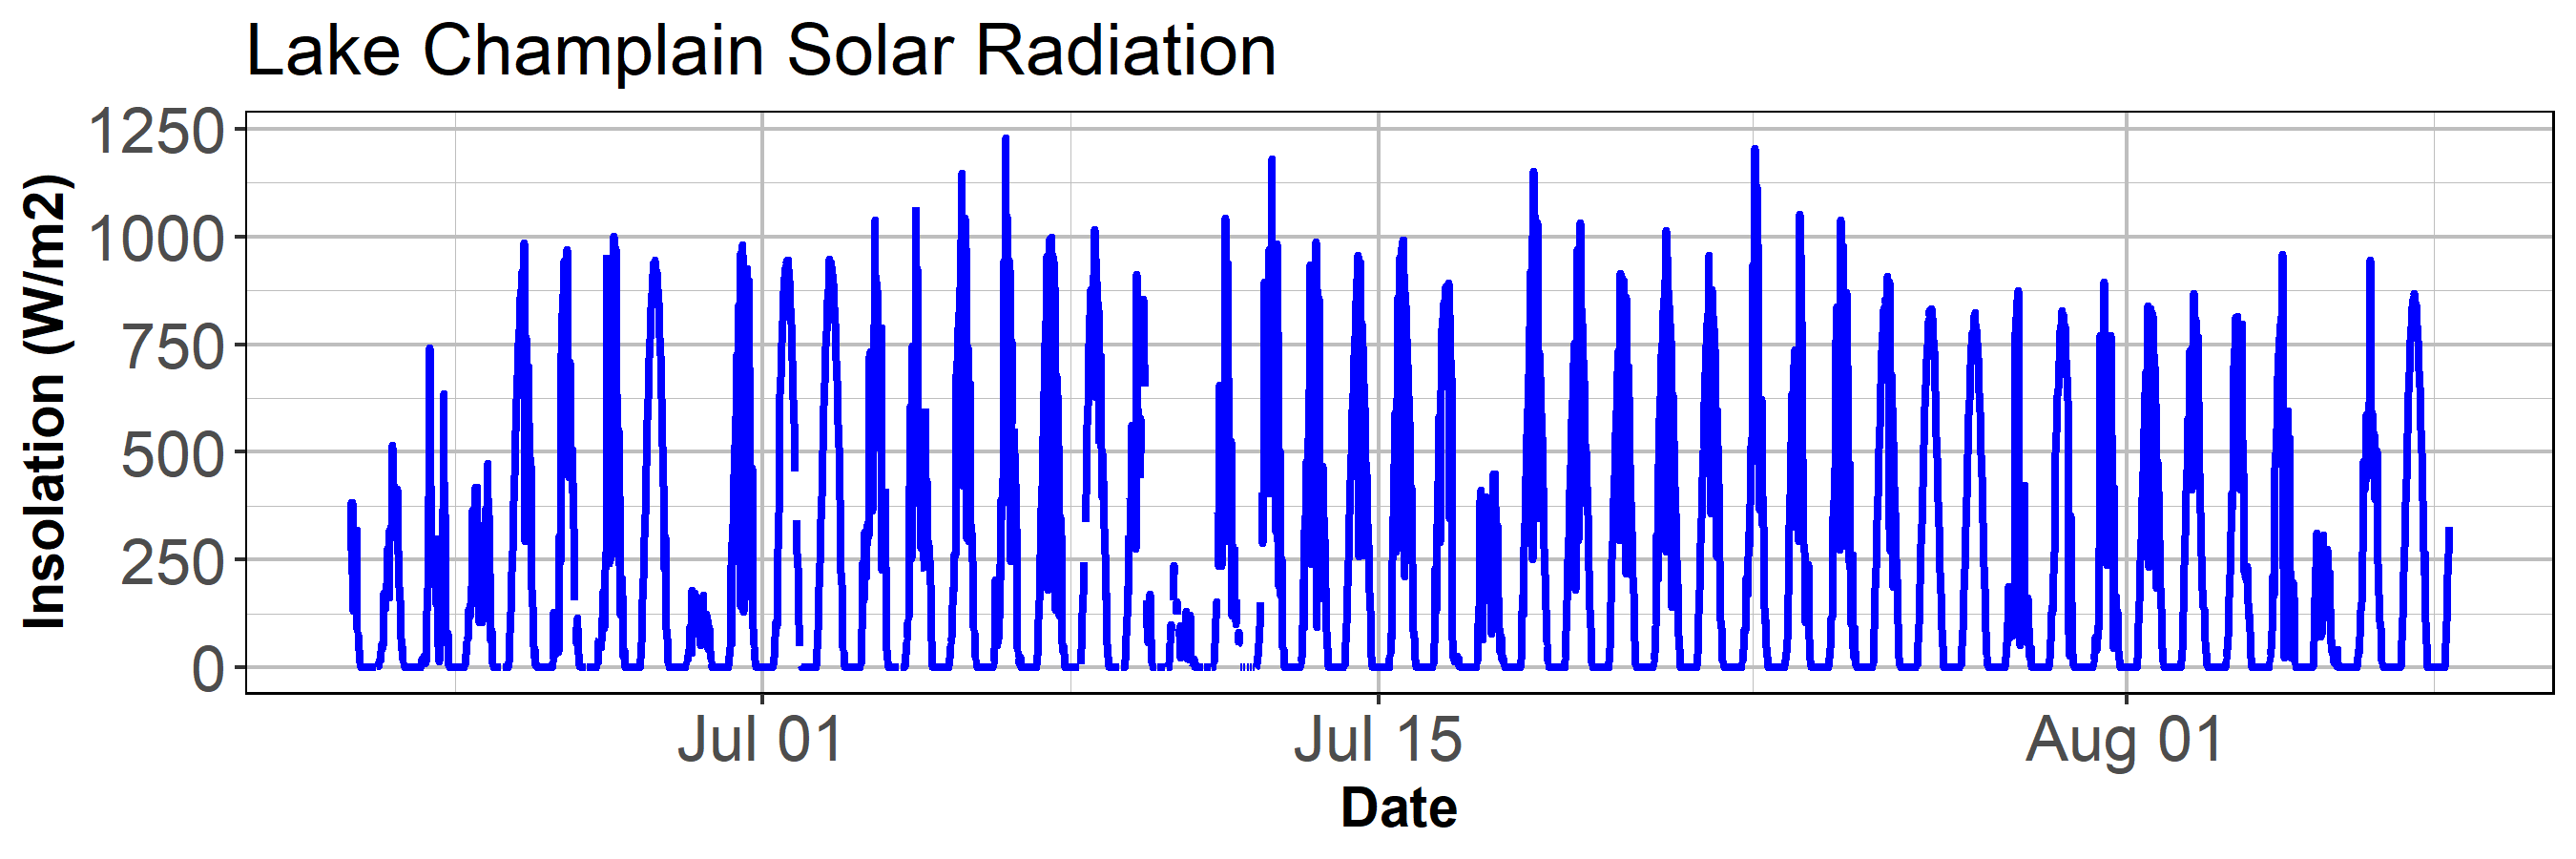 Lake Champlain Solar Radiation
Insolation (W/m2)
1250
1000
750
500
250
0
Jul 01 Jul 15 Aug 01
Date